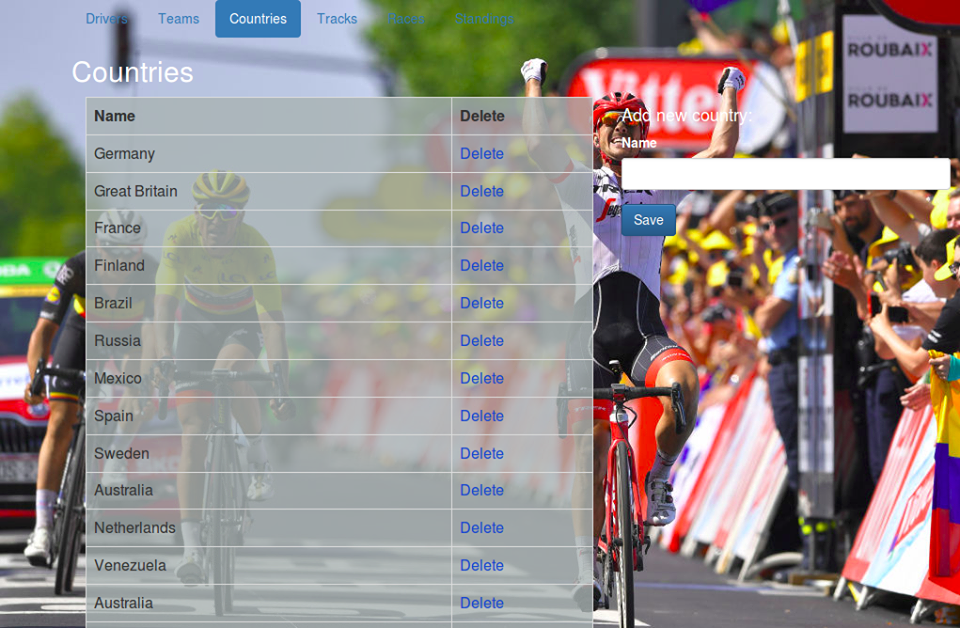 Drivers Teams Countries Tracks Races Standings
Countries
Name Delete
Germany Delete
Great Britain Delete
France Delete
Finland Delete
Brazil Delete
Russia Delete
Mexico Delete
Spain Delete
Sweden Delete
Australia Delete
Netherlands Delete
Venezuela Delete
Australia Delete
Add new country:
Name
Save
Vittel
ROUBAIX
ROUBAIX